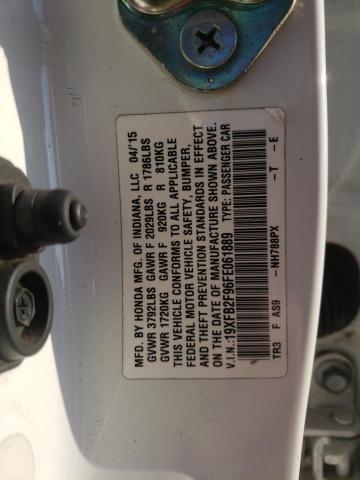 MFD. BY HONDA MFG. OF INDIANA, LLC 04/'15
GVWR 3792LBS GAWR F 2029LBS R 1786LBS
GVWR 1720KG GAWR F 920KG R 810KG
THIS VEHICLE CONFORMS TO ALL APPLICABLE
FEDERAL MOTOR VEHICLE SAFETY, BUMPER,
AND THEFT PREVENTION STANDARDS IN EFFECT
ON THE DATE OF MANUFACTURE SHOWN ABOVE.
V.I.N.:19XFB2F96FE061889 TYPE: PASSENGER CAR
TR3 F AS9 -NH788PX -T -E